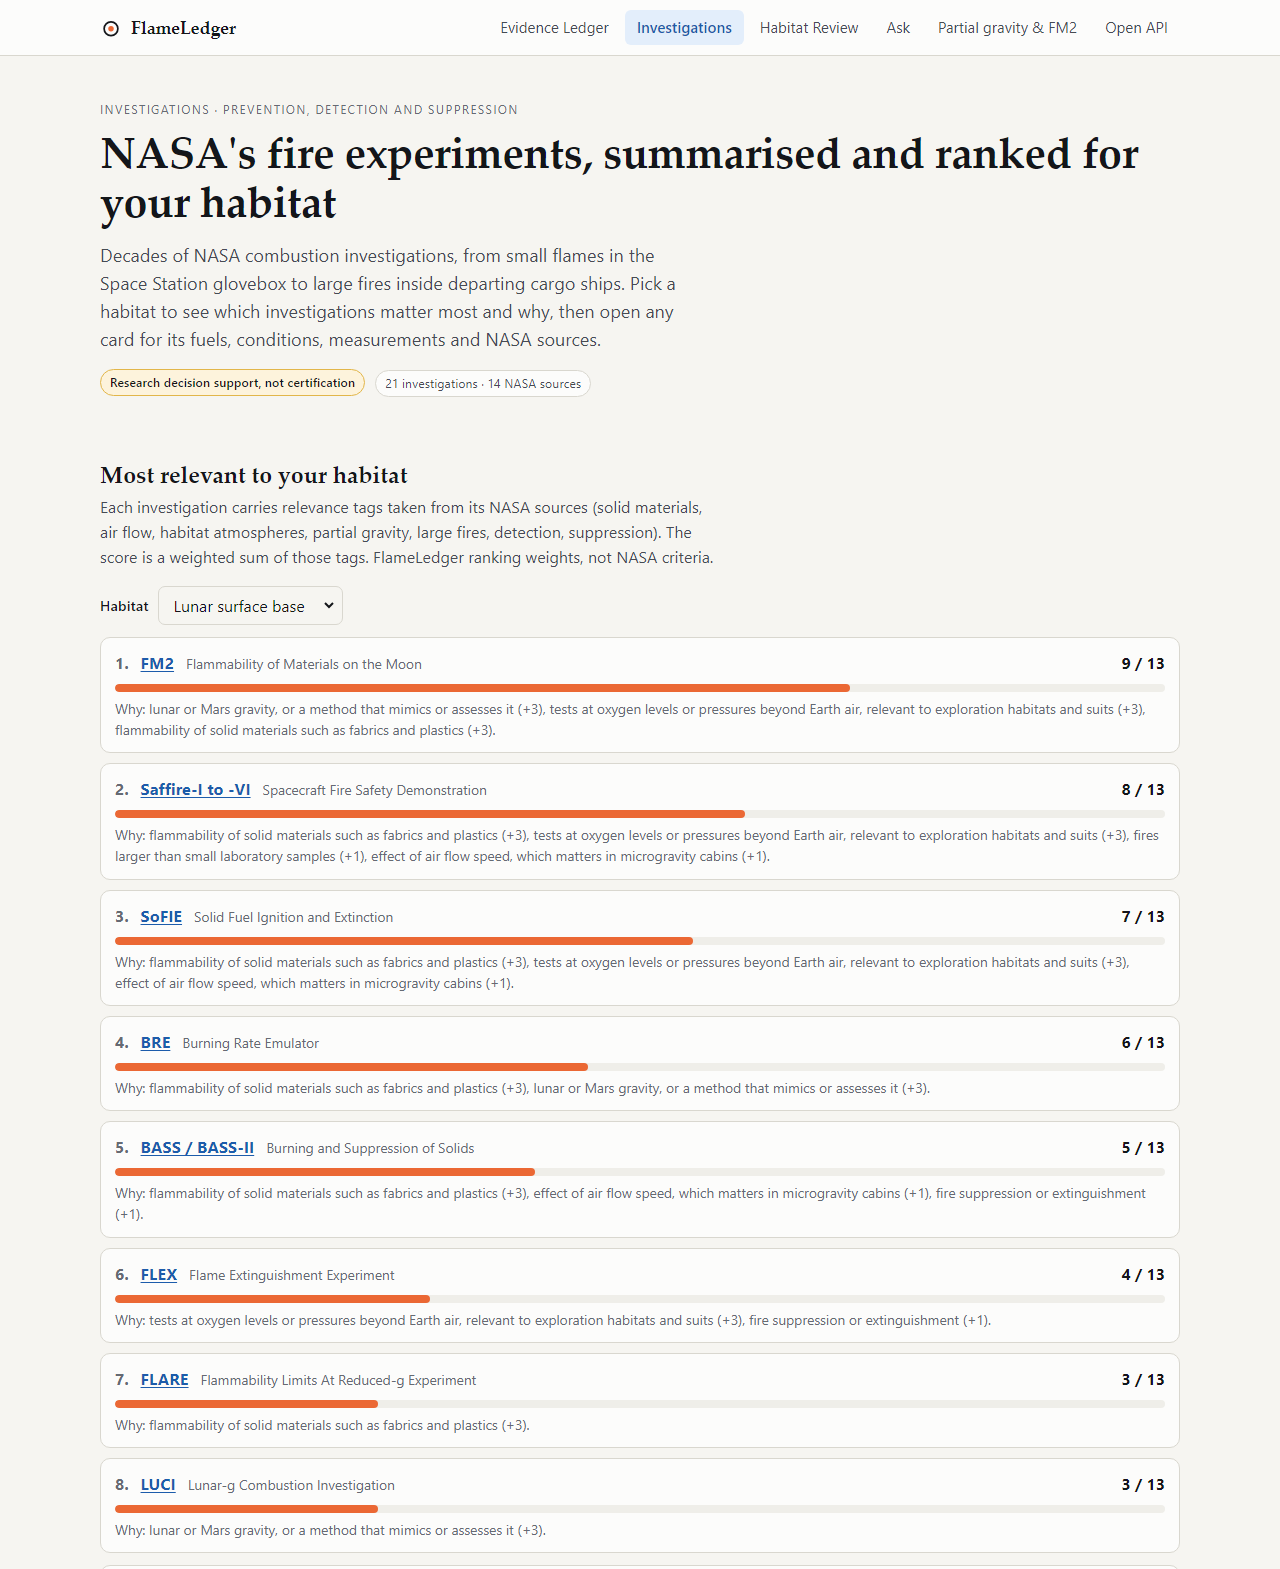 FlameLedger
Evidence Ledger
Investigations
Habitat Review
Ask
Partial gravity & FM2
Open API
INVESTIGATIONS · PREVENTION, DETECTION AND SUPPRESSION
NASA's fire experiments, summarised and ranked for
your habitat
Decades of NASA combustion investigations, from small flames in the
Space Station glovebox to large fires inside departing cargo ships. Pick a
habitat to see which investigations matter most and why, then open any
card for its fuels, conditions, measurements and NASA sources.
Research decision support, not certification
21 investigations · 14 NASA sources
Most relevant to your habitat
Each investigation carries relevance tags taken from its NASA sources (solid materials,
air flow, habitat atmospheres, partial gravity, large fires, detection, suppression). The
score is a weighted sum of those tags. FlameLedger ranking weights, not NASA criteria.
Habitat
Lunar surface base
1. FM2 Flammability of Materials on the Moon 9 / 13
Why: lunar or Mars gravity, or a method that mimics or assesses it (+3), tests at oxygen levels or pressures beyond Earth air, relevant to exploration habitats and suits (+3),
flammability of solid materials such as fabrics and plastics (+3).
2. Saffire-I to -VI Spacecraft Fire Safety Demonstration 8 / 13
Why: flammability of solid materials such as fabrics and plastics (+3), tests at oxygen levels or pressures beyond Earth air, relevant to exploration habitats and suits (+3), fires
larger than small laboratory samples (+1), effect of air flow speed, which matters in microgravity cabins (+1).
3. SoFIE Solid Fuel Ignition and Extinction 7 / 13
Why: flammability of solid materials such as fabrics and plastics (+3), tests at oxygen levels or pressures beyond Earth air, relevant to exploration habitats and suits (+3),
effect of air flow speed, which matters in microgravity cabins (+1).
4. BRE Burning Rate Emulator 6 / 13
Why: flammability of solid materials such as fabrics and plastics (+3), lunar or Mars gravity, or a method that mimics or assesses it (+3).
5. BASS / BASS-II Burning and Suppression of Solids 5 / 13
Why: flammability of solid materials such as fabrics and plastics (+3), effect of air flow speed, which matters in microgravity cabins (+1), fire suppression or extinguishment
(+1).
6. FLEX Flame Extinguishment Experiment 4 / 13
Why: tests at oxygen levels or pressures beyond Earth air, relevant to exploration habitats and suits (+3), fire suppression or extinguishment (+1).
7. FLARE Flammability Limits At Reduced-g Experiment 3 / 13
Why: flammability of solid materials such as fabrics and plastics (+3).
8. LUCI Lunar-g Combustion Investigation 3 / 13
Why: lunar or Mars gravity, or a method that mimics or assesses it (+3).